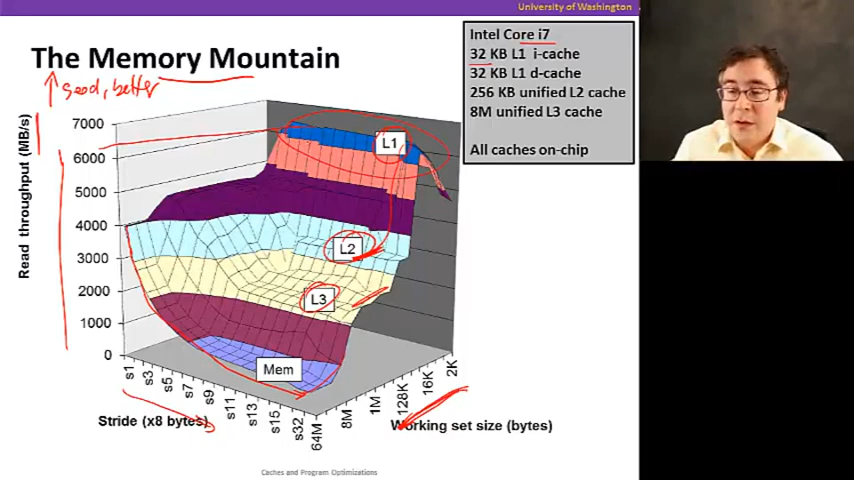 University of Washington
The Memory Mountain
good, better
Intel Core i7
32 KB L1 i-cache
32 KB L1 d-cache
256 KB unified L2 cache
8M unified L3 cache
All caches on-chip
Read throughput (MB/s)
7000
6000
5000
4000
3000
2000
1000
0
L1
L2
L3
Mem
s1
s3
s5
s7
s9
s11
s13
s15
s32
64M
8M
1M
128K
16K
2K
Stride (x8 bytes)
Working set size (bytes)
Caches and Program Optimizations